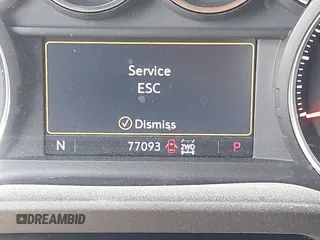 Service
ESC
Dismiss
N 77093 2WD P
DREAMBID